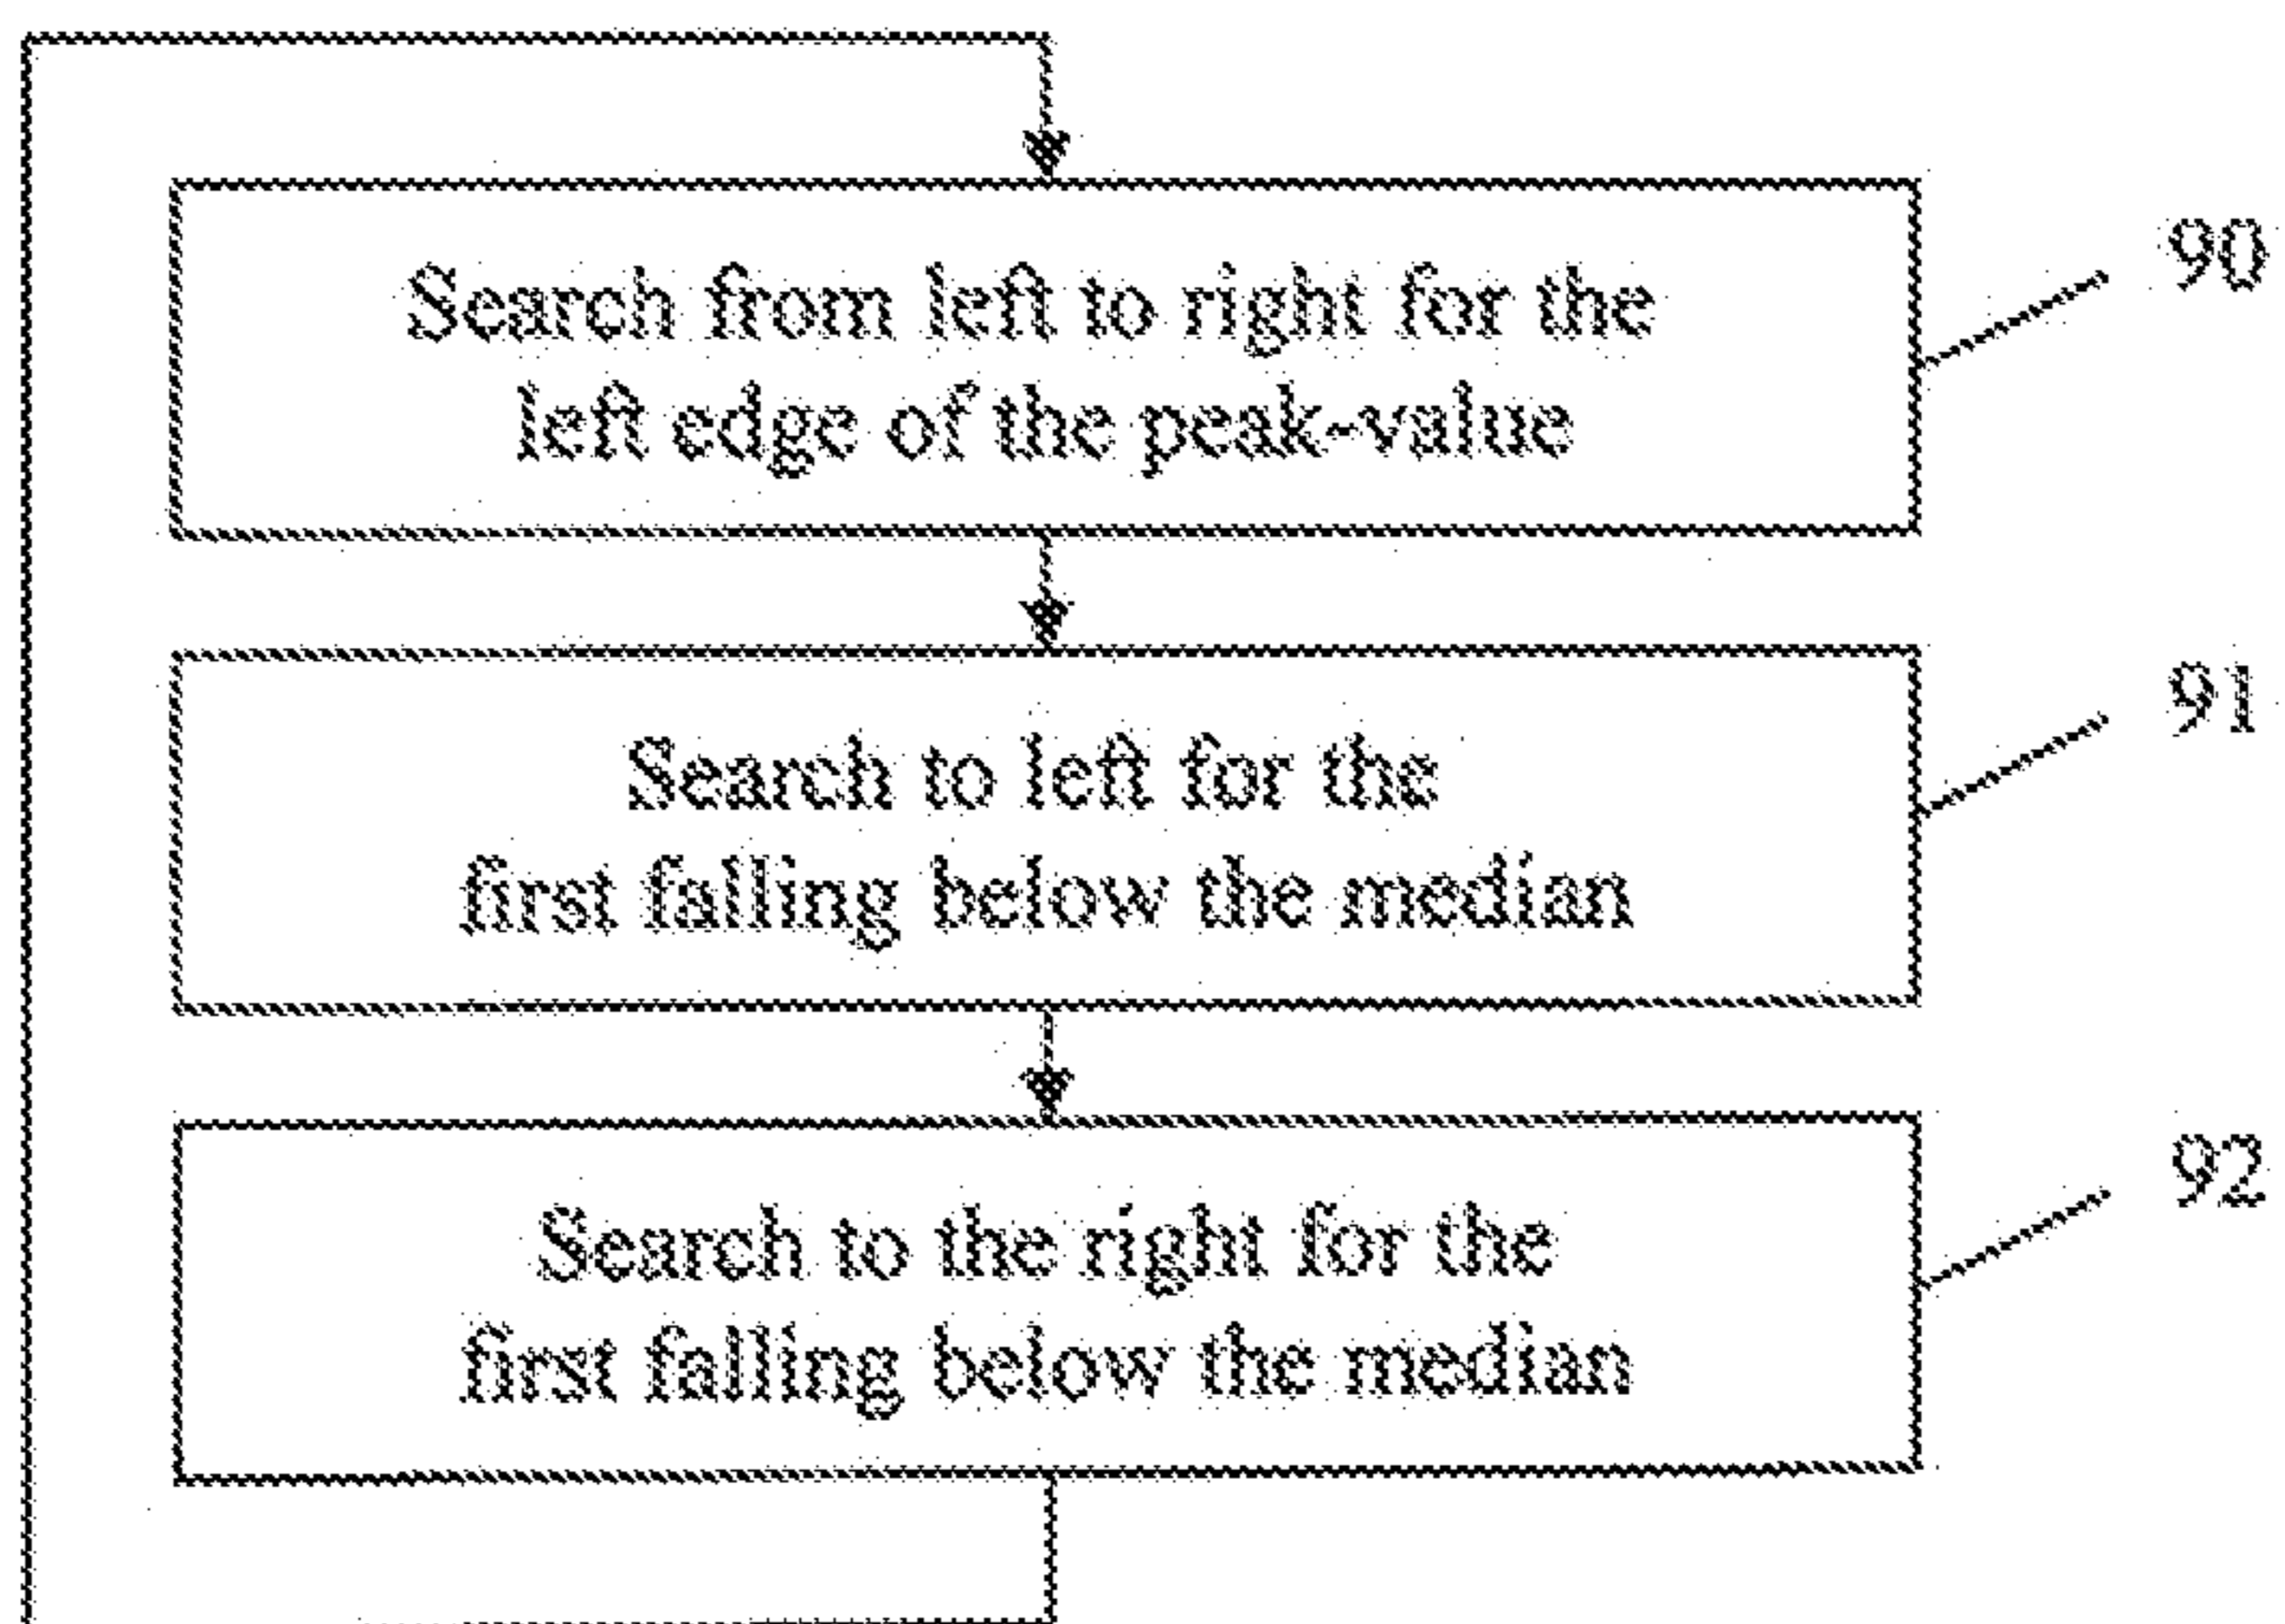 Search from left to right for the
left edge of the peak-value
90
Search to left for the
first falling below the median
91
Search to the right for the
first falling below the median
92